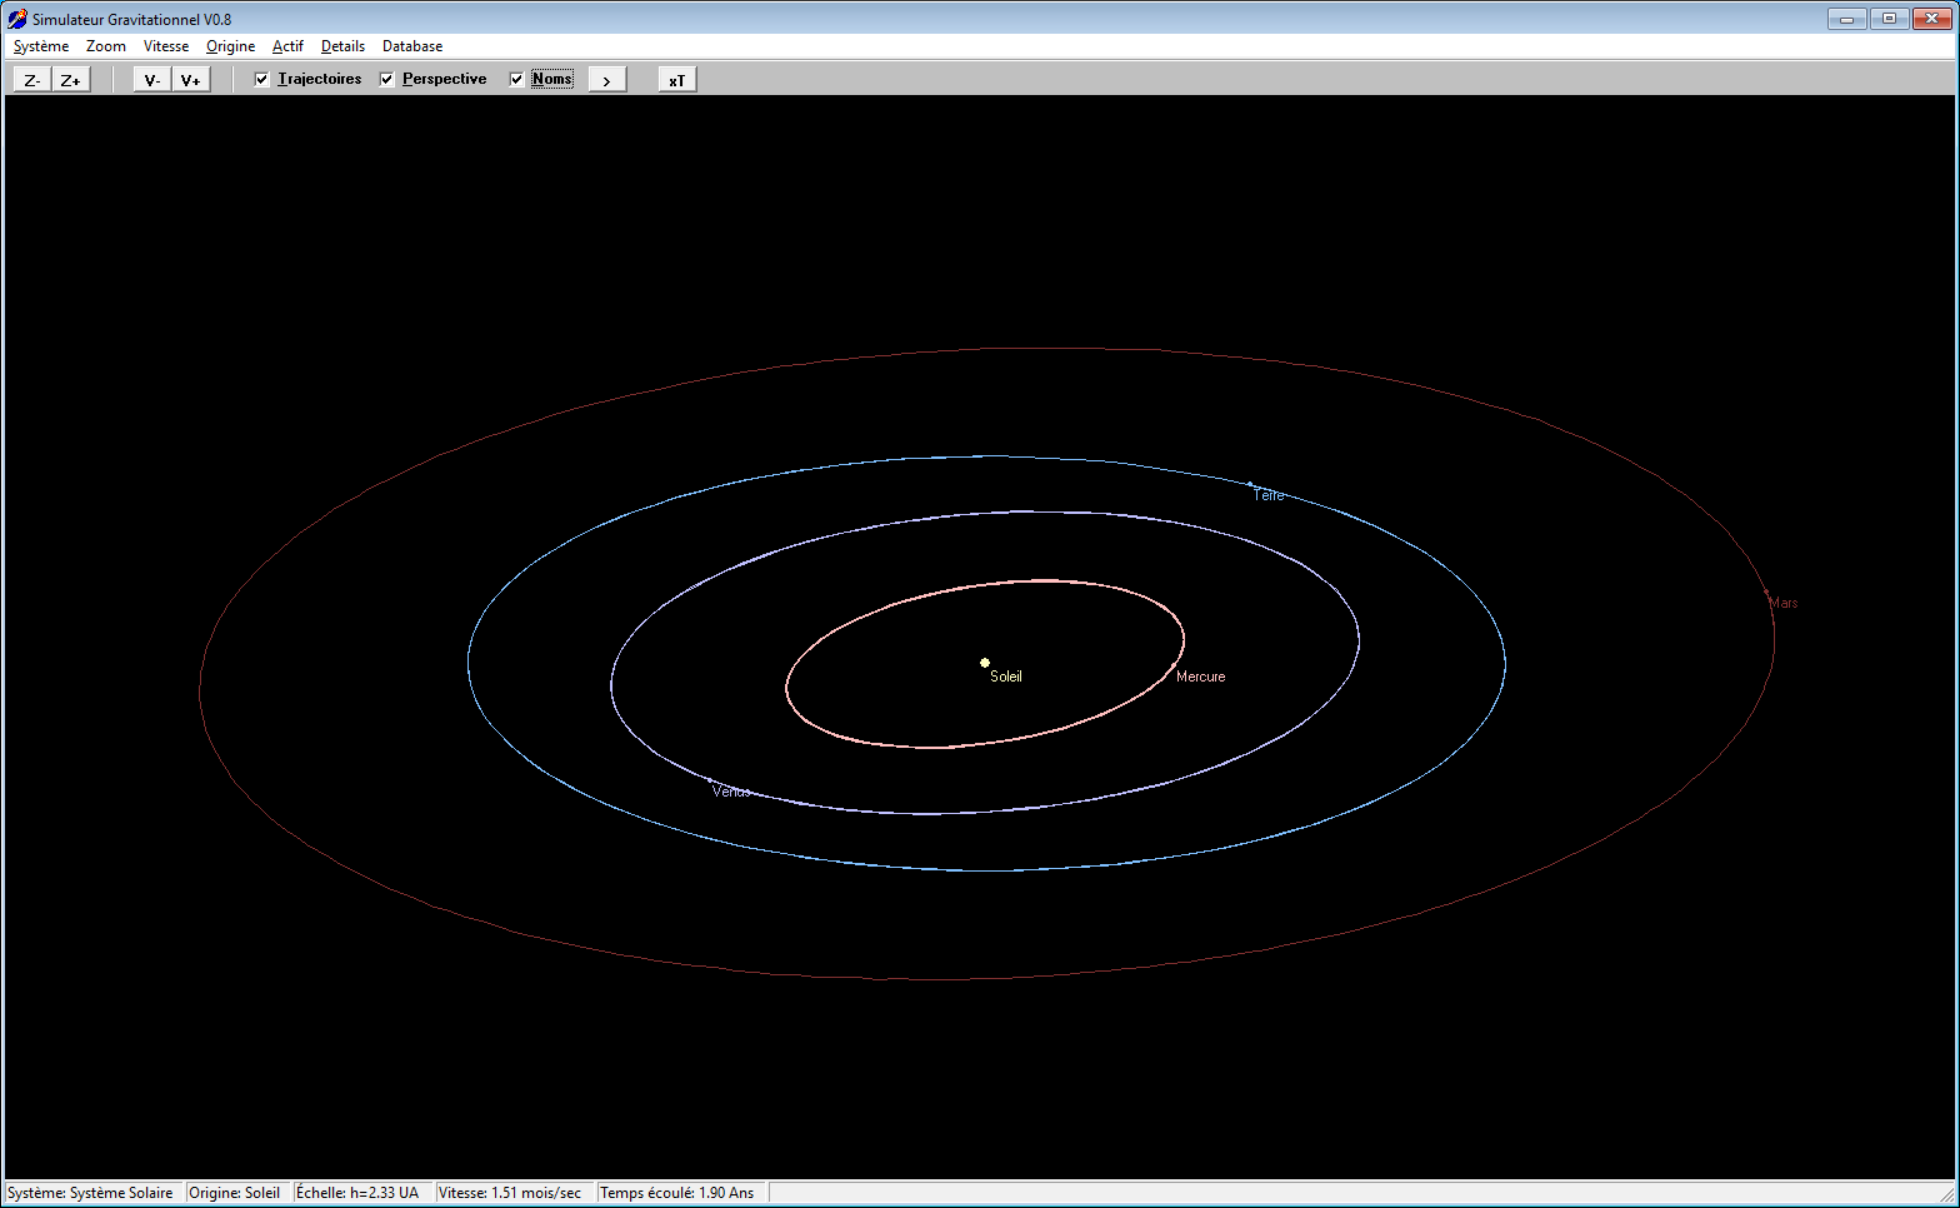 Simulateur Gravitationnel V0.8
Système Zoom Vitesse Origine Actif Details Database
Z- Z+ V- V+ Trajectoires Perspective Noms > xT
Terre
Mars
Soleil
Mercure
Venus
Système: Système Solaire Origine: Soleil Échelle: h=2.33 UA Vitesse: 1.51 mois/sec Temps écoulé: 1.90 Ans